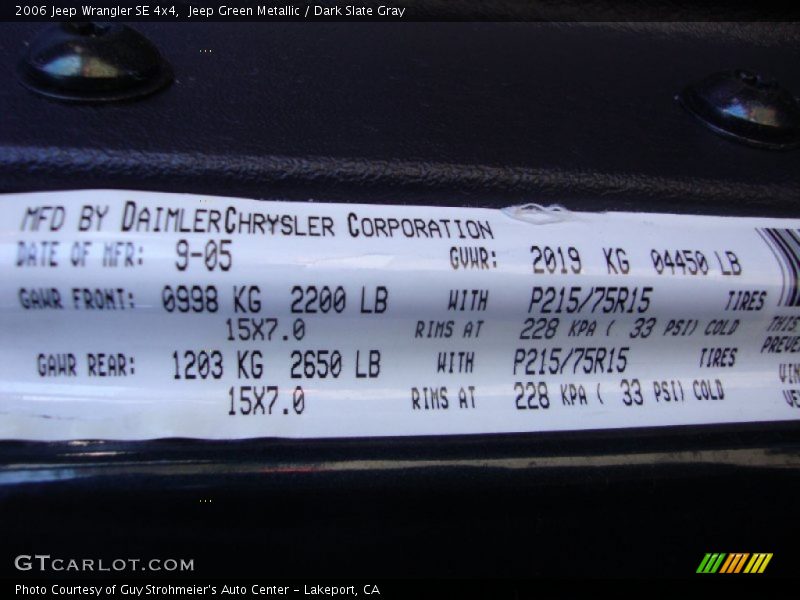 2006 Jeep Wrangler SE 4x4,  Jeep Green Metallic / Dark Slate Gray
MFD BY DAIMLERCHRYSLER CORPORATION
DATE OF MFR: 9-05 GVWR: 2019 KG 04450 LB
GAWR FRONT: 0998 KG 2200 LB WITH P215/75R15 TIRES
15X7.0 RIMS AT 228 KPA ( 33 PSI) COLD THIS
GAWR REAR: 1203 KG 2650 LB WITH P215/75R15 TIRES
15X7.0 RIMS AT 228 KPA ( 33 PSI) COLD
GTCARLOT.COM
Photo Courtesy of Guy Strohmeier's Auto Center - Lakeport, CA